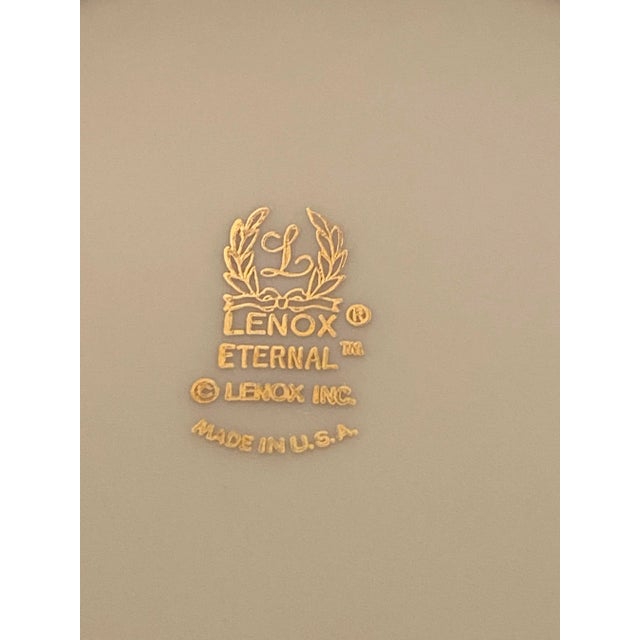 L
LENOX ®
ETERNAL™
© LENOX INC.
MADE IN U.S.A.